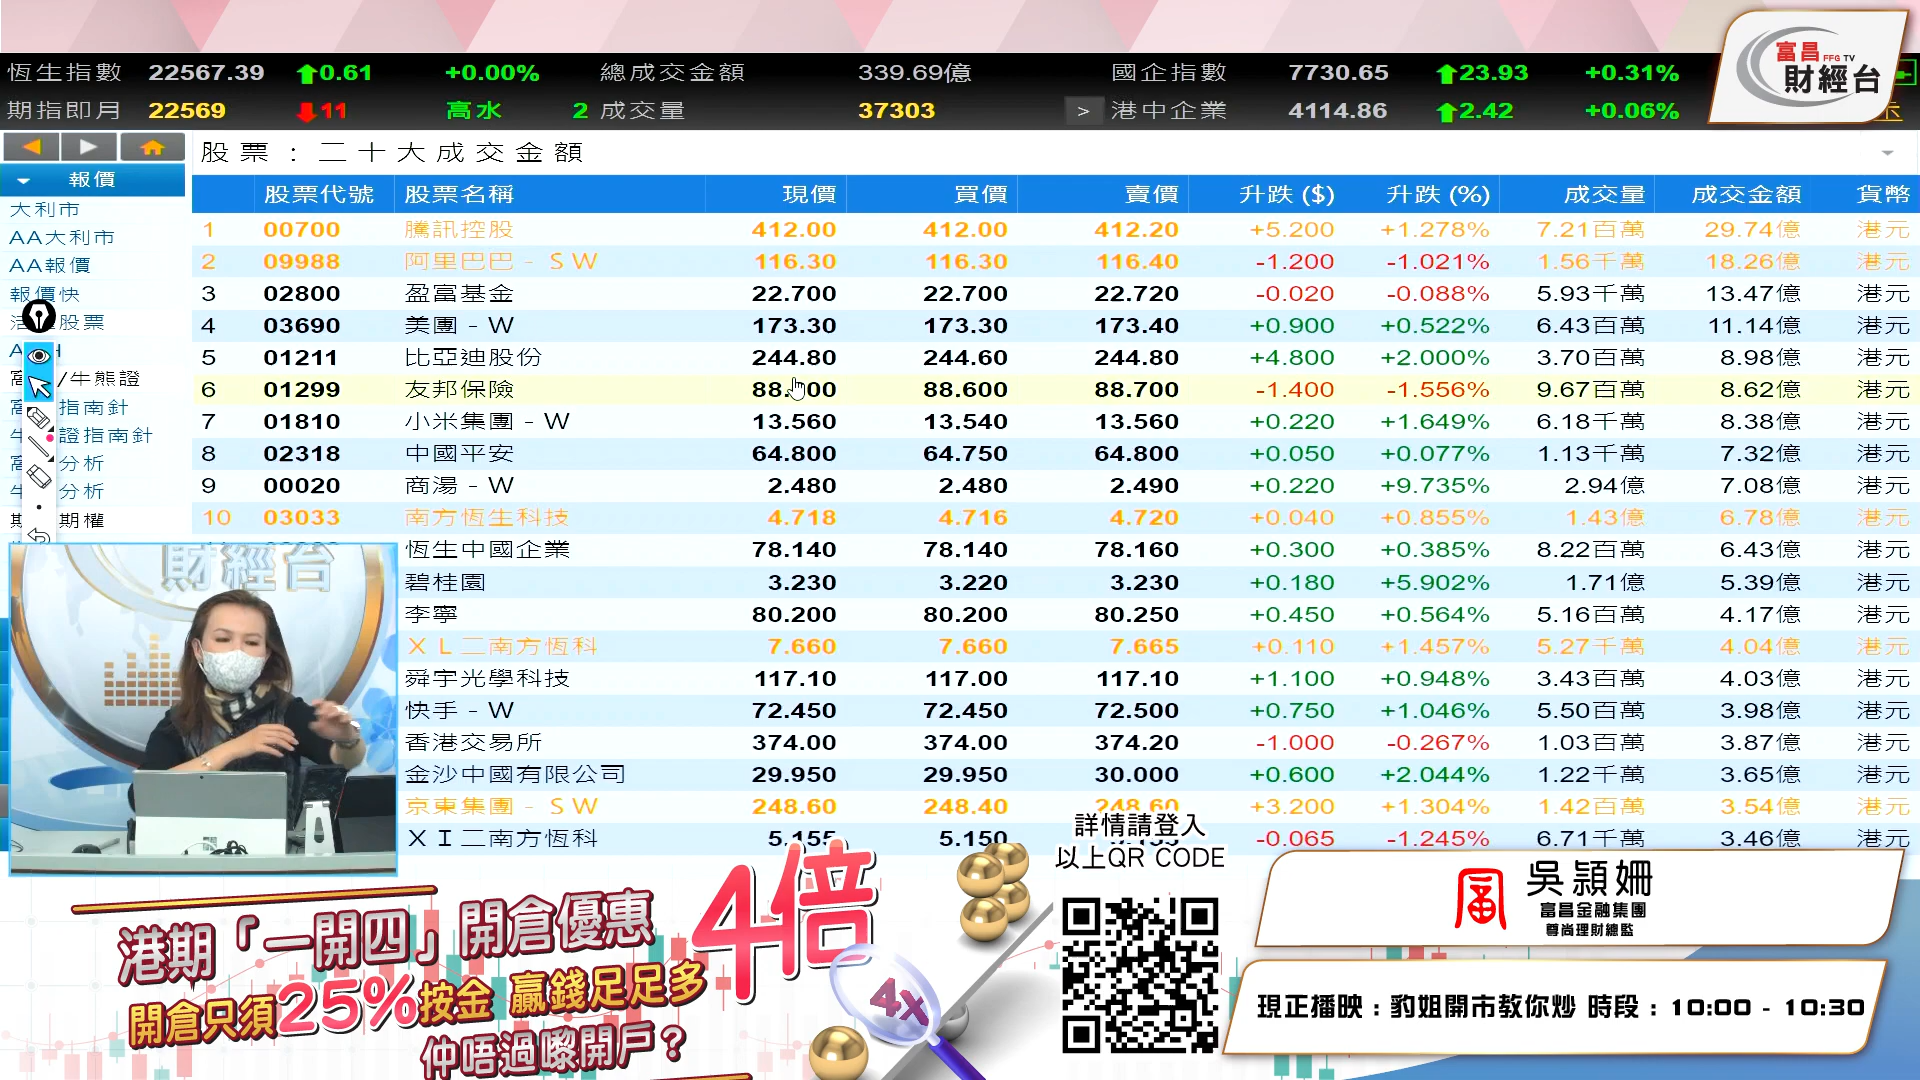 恆生指數 22567.39 0.61 +0.00% 總成交金額 339.69億 國企指數 7730.65 23.93 +0.31%
期指即月 22569 11 高水 2 成交量 37303 > 港中企業 4114.86 2.42 +0.06%
富昌 FFG TV
財經台
股票：二十大成交金額
報價
大利市
AA大利市
AA報價
報價快
股票
/牛熊證
指南針
證指南針
分析
分析
期權
股票代號 股票名稱 現價 買價 賣價 升跌 ($) 升跌 (%) 成交量 成交金額 貨幣
1 00700 騰訊控股 412.00 412.00 412.20 +5.200 +1.278% 7.21百萬 29.74億 港元
2 09988 阿里巴巴－ＳＷ 116.30 116.30 116.40 -1.200 -1.021% 1.56千萬 18.26億 港元
3 02800 盈富基金 22.700 22.700 22.720 -0.020 -0.088% 5.93千萬 13.47億 港元
4 03690 美團－Ｗ 173.30 173.30 173.40 +0.900 +0.522% 6.43百萬 11.14億 港元
5 01211 比亞迪股份 244.80 244.60 244.80 +4.800 +2.000% 3.70百萬 8.98億 港元
6 01299 友邦保險 88. 00 88.600 88.700 -1.400 -1.556% 9.67百萬 8.62億 港元
7 01810 小米集團－Ｗ 13.560 13.540 13.560 +0.220 +1.649% 6.18千萬 8.38億 港元
8 02318 中國平安 64.800 64.750 64.800 +0.050 +0.077% 1.13千萬 7.32億 港元
9 00020 商湯－Ｗ 2.480 2.480 2.490 +0.220 +9.735% 2.94億 7.08億 港元
10 03033 南方恆生科技 4.718 4.716 4.720 +0.040 +0.855% 1.43億 6.78億 港元
恆生中國企業 78.140 78.140 78.160 +0.300 +0.385% 8.22百萬 6.43億 港元
碧桂園 3.230 3.220 3.230 +0.180 +5.902% 1.71億 5.39億 港元
李寧 80.200 80.200 80.250 +0.450 +0.564% 5.16百萬 4.17億 港元
ＸＬ二南方恆科 7.660 7.660 7.665 +0.110 +1.457% 5.27千萬 4.04億 港元
舜宇光學科技 117.10 117.00 117.10 +1.100 +0.948% 3.43百萬 4.03億 港元
快手－Ｗ 72.450 72.450 72.500 +0.750 +1.046% 5.50百萬 3.98億 港元
香港交易所 374.00 374.00 374.20 -1.000 -0.267% 1.03百萬 3.87億 港元
金沙中國有限公司 29.950 29.950 30.000 +0.600 +2.044% 1.22千萬 3.65億 港元
京東集團－ＳＷ 248.60 248.40 248.60 +3.200 +1.304% 1.42百萬 3.54億 港元
ＸＩ二南方恆科 5.155 5.150 -0.065 -1.245% 6.71千萬 3.46億 港元
財經台
港期「一開四」開倉優惠 4倍
開倉只須25%按金 贏錢足足多
仲唔過嚟開戶？
4x
詳情請登入
以上QR CODE
吳穎姍
富昌金融集團
尊尚理財總監
現正播映：豹姐開市教你炒 時段：10:00 - 10:30